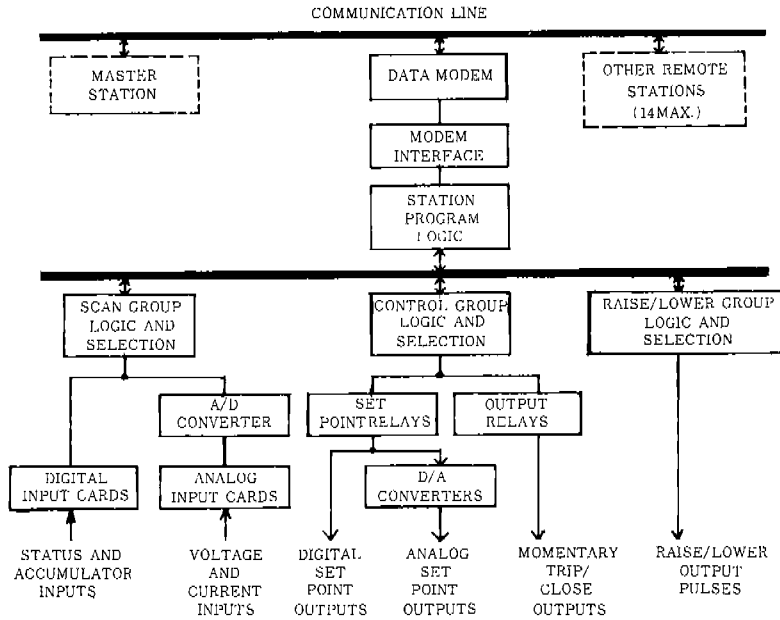 COMMUNICATION LINE
MASTER
STATION
DATA MODEM
OTHER REMOTE
STATIONS
(14MAX.)
MODEM
INTERFACE
STATION
PROGRAM
LOGIC
SCAN GROUP
LOGIC AND
SELECTION
CONTROL GROUP
LOGIC AND
SELECTION
RAISE/LOWER GROUP
LOGIC AND
SELECTION
A/D
CONVERTER
SET
POINTRELAYS
OUTPUT
RELAYS
DIGITAL
INPUT CARDS
ANALOG
INPUT CARDS
D/A
CONVERTERS
STATUS AND
ACCUMULATOR
INPUTS
VOLTAGE
AND
CURRENT
INPUTS
DIGITAL
SET
POINT
OUTPUTS
ANALOG
SET
POINT
OUTPUTS
MOMENTARY
TRIP/
CLOSE
OUTPUTS
RAISE/LOWER
OUTPUT
PULSES